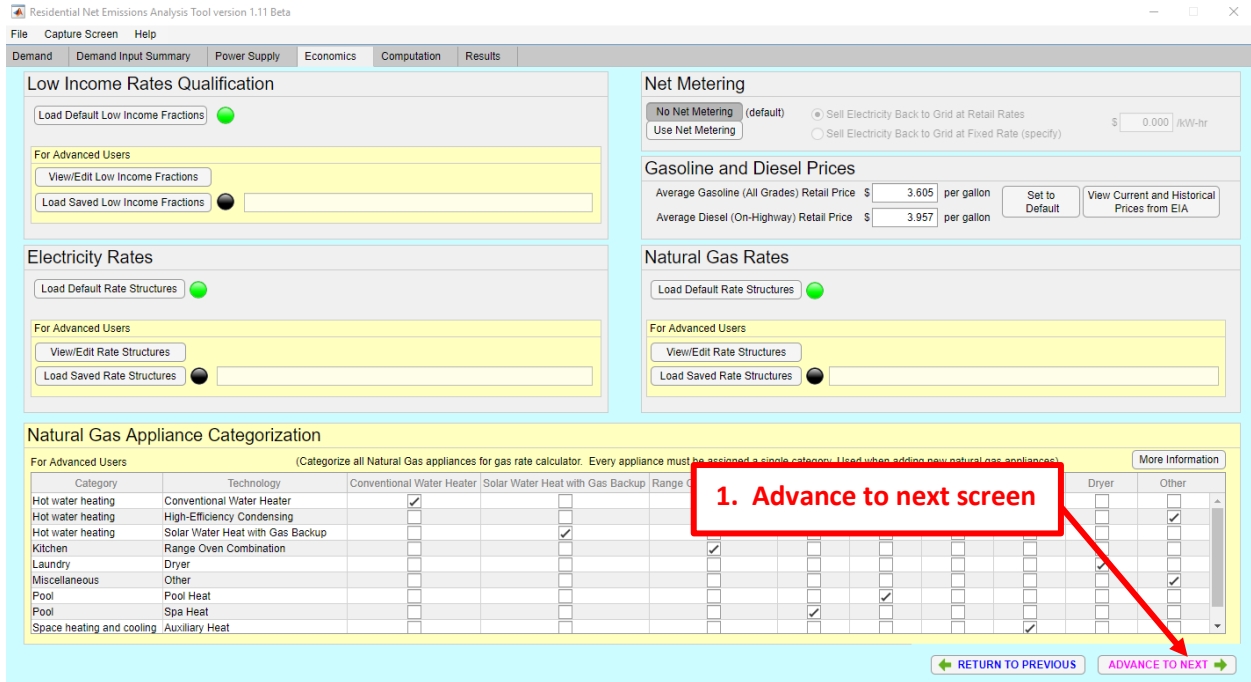 Residential Net Emissions Analysis Tool version 1.11 Beta
File Capture Screen Help
Demand Demand Input Summary Power Supply Economics Computation Results
Low Income Rates Qualification
Load Default Low Income Fractions
For Advanced Users
View/Edit Low Income Fractions
Load Saved Low Income Fractions
Net Metering
No Net Metering (default) Sell Electricity Back to Grid at Retail Rates
Use Net Metering Sell Electricity Back to Grid at Fixed Rate (specify)
$ 0.000 /kW-hr
Gasoline and Diesel Prices
Average Gasoline (All Grades) Retail Price $ 3.605 per gallon
Average Diesel (On-Highway) Retail Price $ 3.957 per gallon
Set to
Default
View Current and Historical
Prices from EIA
Electricity Rates
Load Default Rate Structures
For Advanced Users
View/Edit Rate Structures
Load Saved Rate Structures
Natural Gas Rates
Load Default Rate Structures
For Advanced Users
View/Edit Rate Structures
Load Saved Rate Structures
Natural Gas Appliance Categorization
For Advanced Users (Categorize all Natural Gas appliances for gas rate calculator. Every appliance must be assigned a single category. Used when adding new natural gas appliances) More Information
Category Technology Conventional Water Heater Solar Water Heat with Gas Backup Range Dryer Other
1. Advance to next screen
Hot water heating Conventional Water Heater
Hot water heating High-Efficiency Condensing
Hot water heating Solar Water Heat with Gas Backup
Kitchen Range Oven Combination
Laundry Dryer
Miscellaneous Other
Pool Pool Heat
Pool Spa Heat
Space heating and cooling Auxiliary Heat
RETURN TO PREVIOUS ADVANCE TO NEXT